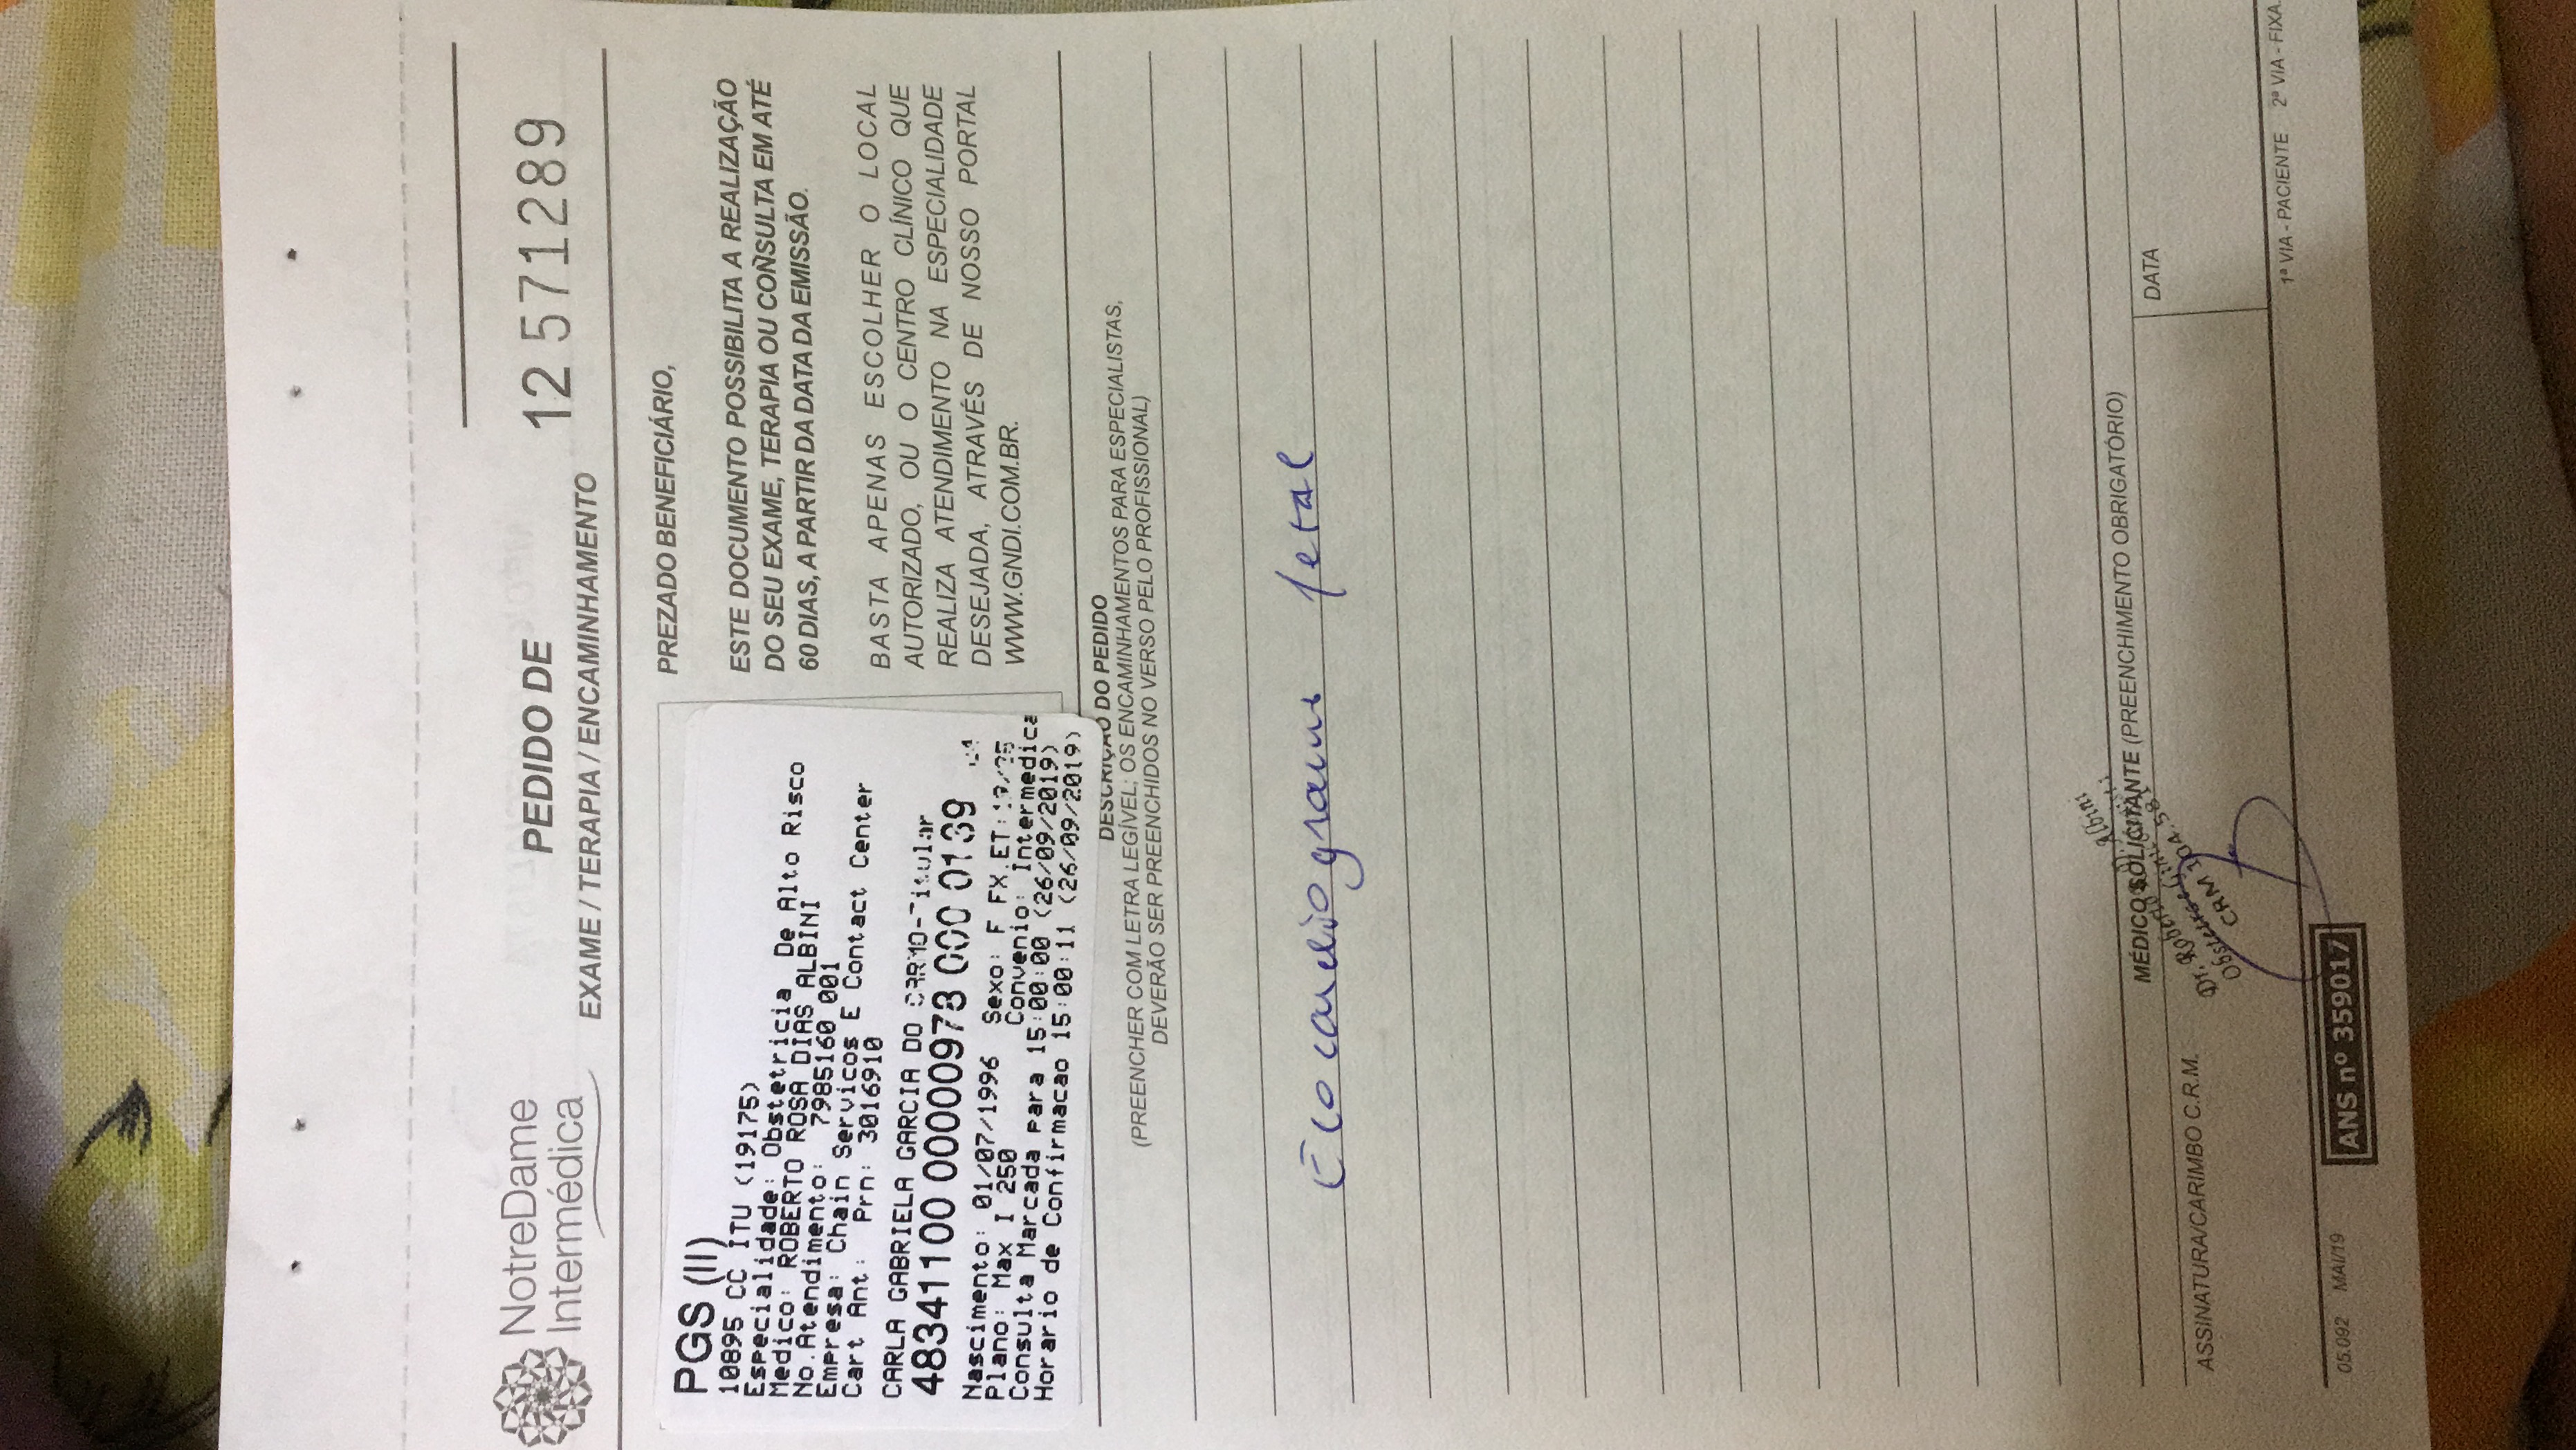 NotreDame
Intermédica
PEDIDO DE
EXAME / TERAPIA / ENCAMINHAMENTO
12571289
PGS (II)
10895 CC ITU (19175)
Especialidade: Obstetricia De Alto Risco
Medico: ROBERTO ROSA DIAS ALBINI
No.Atendimento: 7985160 001
Empresa: Chain Servicos E Contact Center
Cart Ant: Prn: 3016910
CARLA GABRIELA GARCIA DO CARMO-Titular
48341 100 00000978 000 0139
Nascimento: 01/07/1996 Sexo: F FX.ET:19/25
Plano: Max I 250 Convenio: Intermedica
Consulta Marcada para 15:00:00 (26/09/2019)
Horario de Confirmacao 15:00:11 (26/09/2019)
PREZADO BENEFICIÁRIO,
ESTE DOCUMENTO POSSIBILITA A REALIZAÇÃO
DO SEU EXAME, TERAPIA OU CONSULTA EM ATÉ
60 DIAS, A PARTIR DA DATA DA EMISSÃO.
BASTA APENAS ESCOLHER O LOCAL
AUTORIZADO, OU O CENTRO CLÍNICO QUE
REALIZA ATENDIMENTO NA ESPECIALIDADE
DESEJADA, ATRAVÉS DE NOSSO PORTAL
WWW.GNDI.COM.BR.
DESCRIÇÃO DO PEDIDO
(PREENCHER COM LETRA LEGÍVEL; OS ENCAMINHAMENTOS PARA ESPECIALISTAS,
DEVERÃO SER PREENCHIDOS NO VERSO PELO PROFISSIONAL)
Ecocardiograma fetal
MÉDICO SOLICITANTE (PREENCHIMENTO OBRIGATÓRIO)
DATA
Dr. Roberto Albini
CRM 104.58
ASSINATURA/CARIMBO C.R.M.
1ª VIA - PACIENTE 2ª VIA - FIXA
05.092 MAI/19
ANS nº 359017